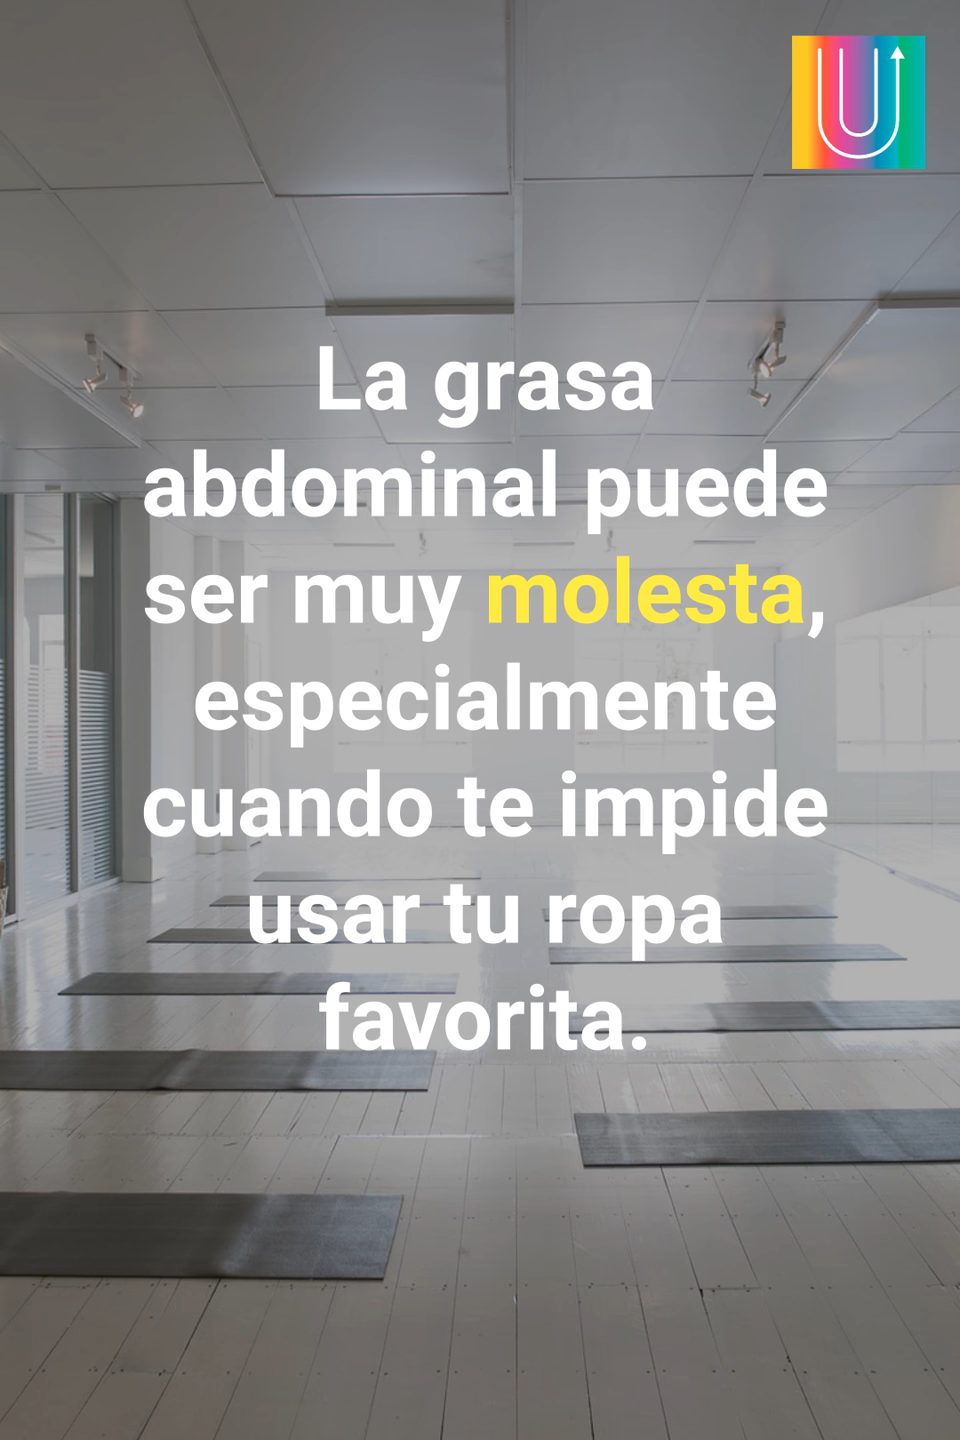 La grasa
abdominal puede
ser muy molesta,
especialmente
cuando te impide
usar tu ropa
favorita.